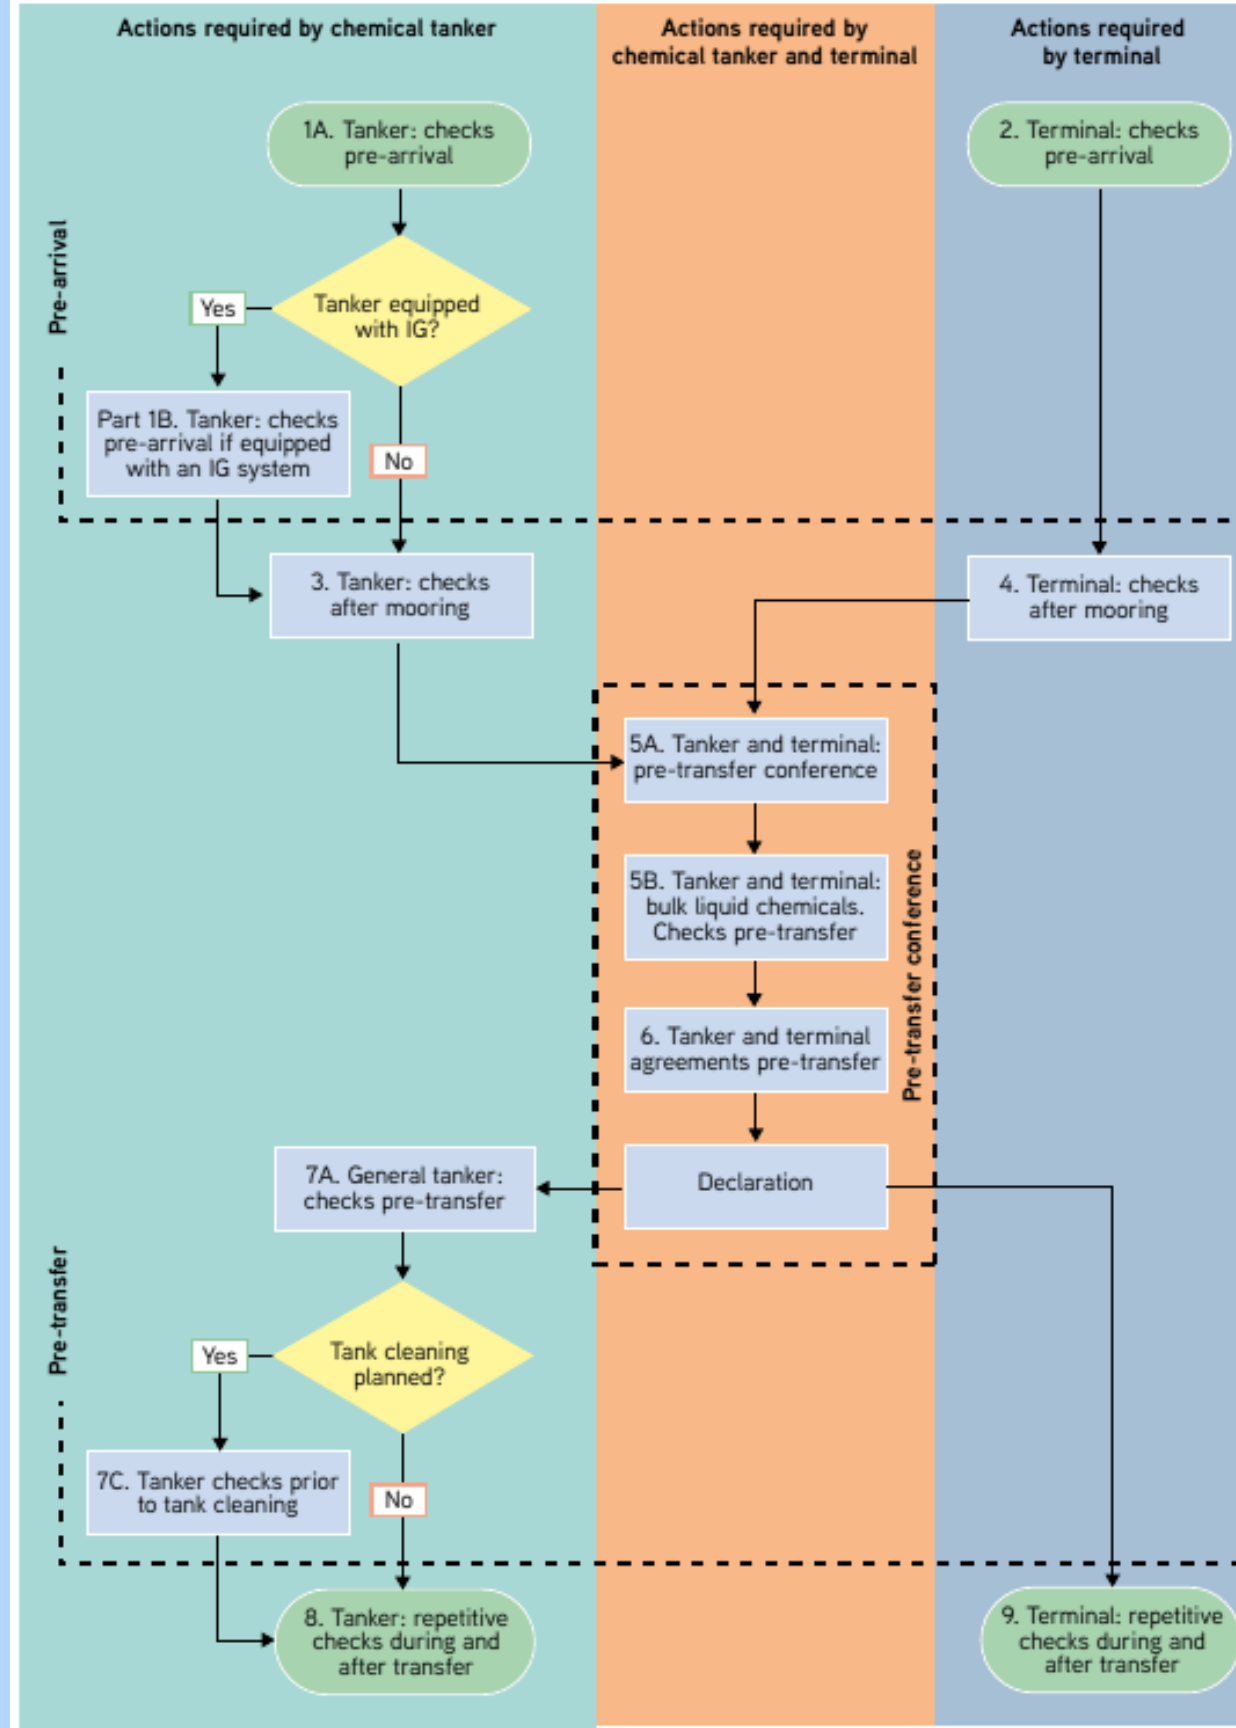 Actions required by chemical tanker
Actions required by
chemical tanker and terminal
Actions required
by terminal
1A. Tanker: checks
pre-arrival
2. Terminal: checks
pre-arrival
Pre-arrival
Tanker equipped
with IG?
Yes
Part 1B. Tanker: checks
pre-arrival if equipped
with an IG system
No
3. Tanker: checks
after mooring
4. Terminal: checks
after mooring
5A. Tanker and terminal:
pre-transfer conference
5B. Tanker and terminal:
bulk liquid chemicals.
Checks pre-transfer
6. Tanker and terminal
agreements pre-transfer
Pre-transfer conference
Declaration
7A. General tanker:
checks pre-transfer
Pre-transfer
Tank cleaning
planned?
Yes
7C. Tanker checks prior
to tank cleaning
No
8. Tanker: repetitive
checks during and
after transfer
9. Terminal: repetitive
checks during and
after transfer